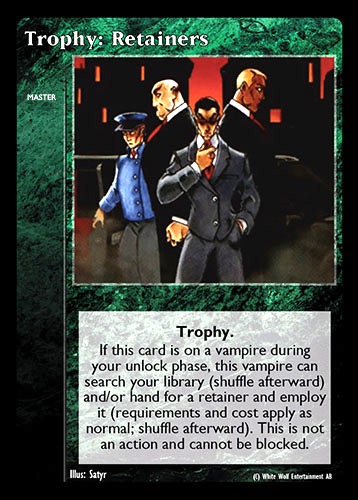 Trophy: Retainers
MASTER
Trophy.
If this card is on a vampire during
your unlock phase, this vampire can
search your library (shuffle afterward)
and/or hand for a retainer and employ
it (requirements and cost apply as
normal; shuffle afterward). This is not
an action and cannot be blocked.
Illus: Satyr
(C) White Wolf Entertainment AB